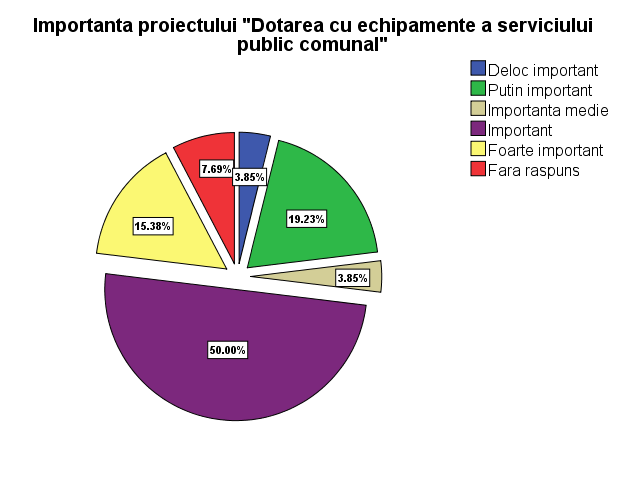 Importanta proiectului "Dotarea cu echipamente a serviciului
public comunal"
Deloc important
Putin important
Importanta medie
Important
Foarte important
Fara raspuns
7.69%
3.85%
19.23%
15.38%
3.85%
50.00%